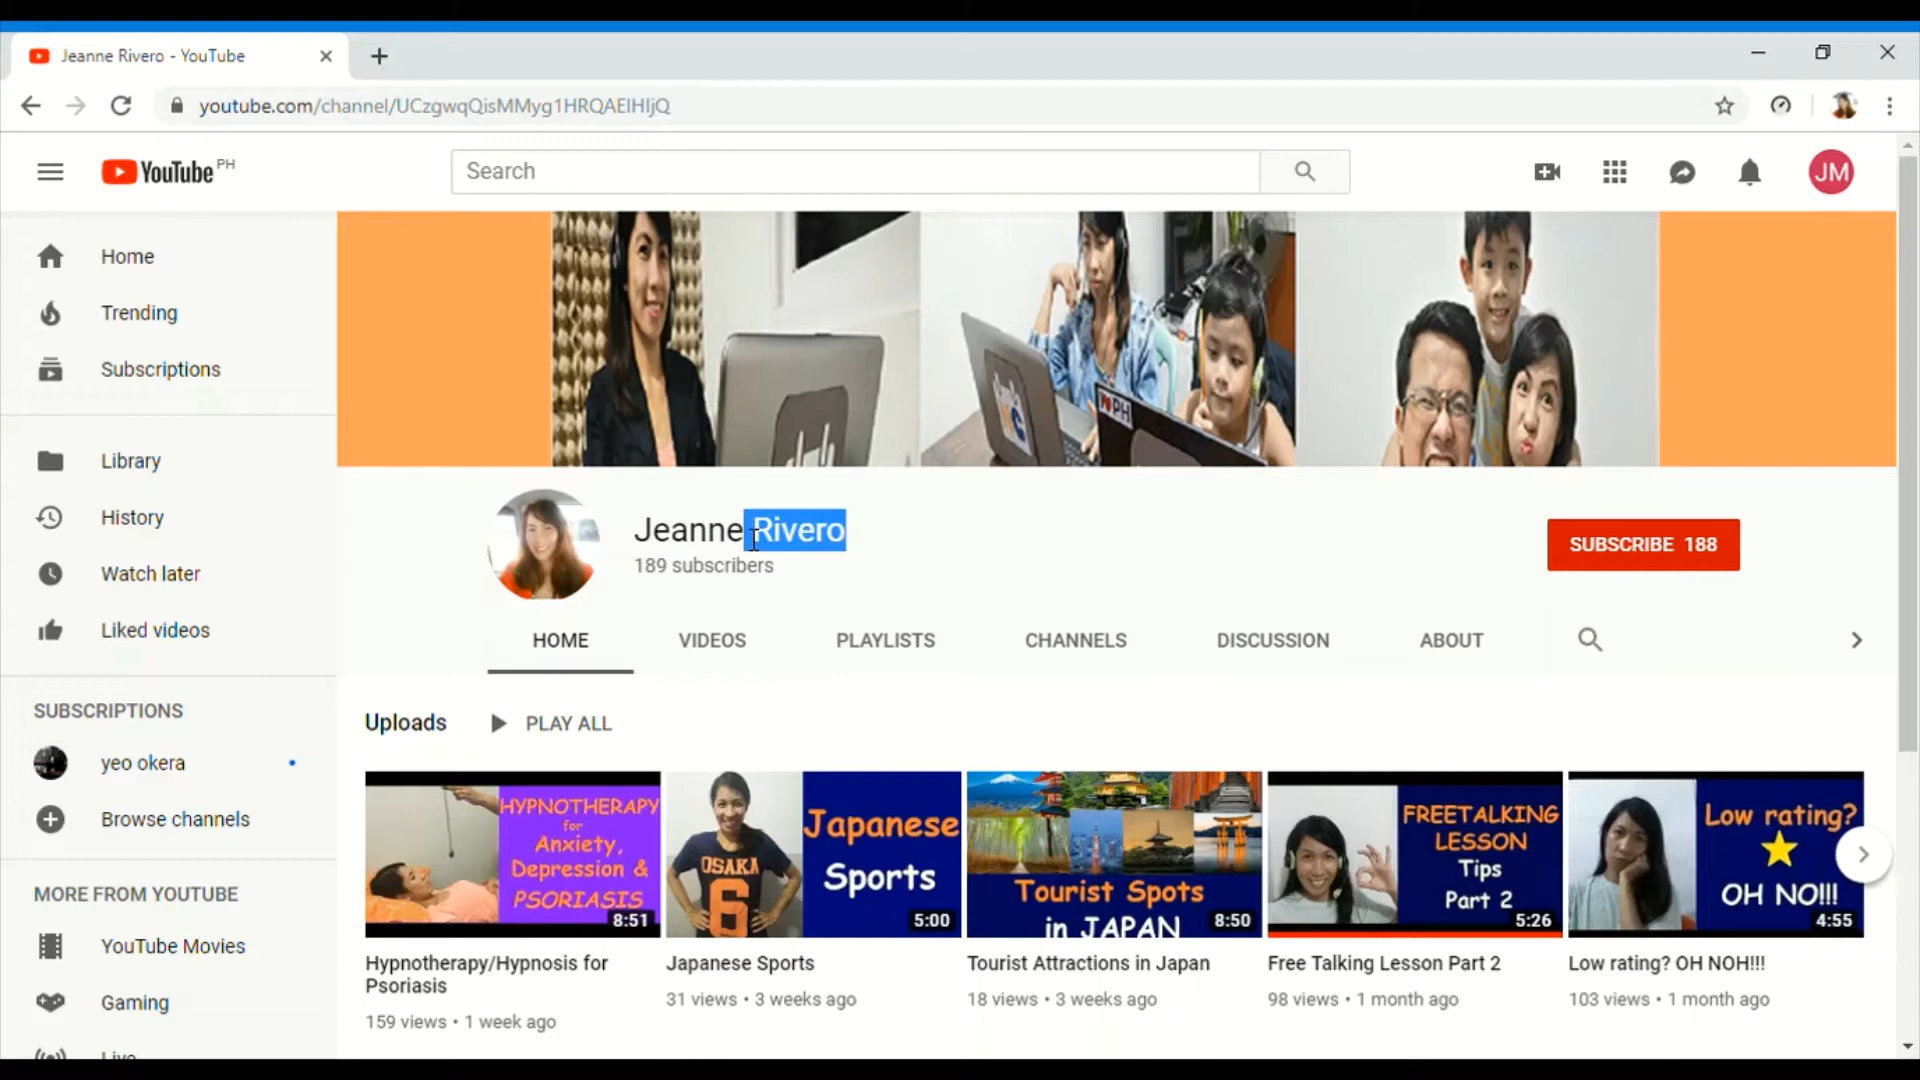 Jeanne Rivero - YouTube
youtube.com/channel/UCzgwqQisMMyg1HRQAEIHIjQ
YouTube PH
Search
JM
Home
Trending
Subscriptions
Library
History
Watch later
Liked videos
SUBSCRIPTIONS
yeo okera
Browse channels
MORE FROM YOUTUBE
YouTube Movies
Gaming
Live
PH
Jeanne Rivero
189 subscribers
SUBSCRIBE 188
HOME
VIDEOS
PLAYLISTS
CHANNELS
DISCUSSION
ABOUT
Uploads
PLAY ALL
HYPNOTHERAPY
for
Anxiety,
Depression &
PSORIASIS
8:51
Hypnotherapy/Hypnosis for
Psoriasis
159 views • 1 week ago
OSAKA
6
Japanese
Sports
5:00
Japanese Sports
31 views • 3 weeks ago
Tourist Spots
in JAPAN
8:50
Tourist Attractions in Japan
18 views • 3 weeks ago
FREETALKING
LESSON
Tips
Part 2
5:26
Free Talking Lesson Part 2
98 views • 1 month ago
Low rating?
OH NO!!!
4:55
Low rating? OH NOH!!!
103 views • 1 month ago